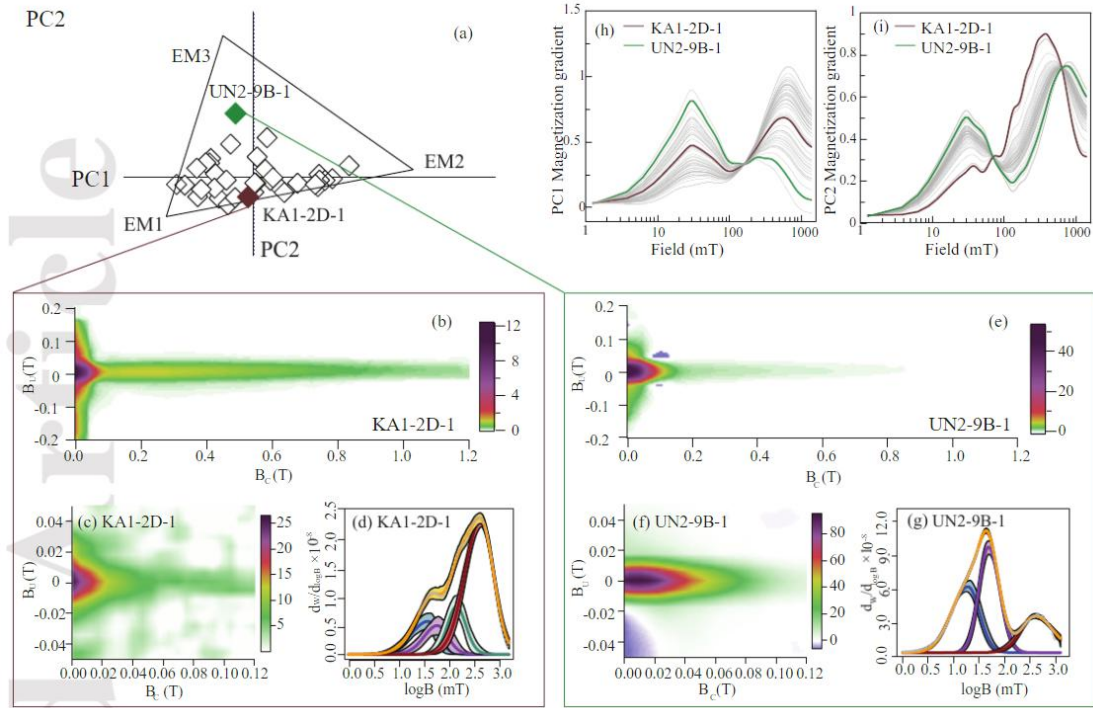 PC2
(a)
EM3
UN2-9B-1
EM2
PC1
EM1
KA1-2D-1
PC2
(h)
KA1-2D-1
UN2-9B-1
PC1 Magnetization gradient
1.5
1
0.5
0
1
10
100
1000
Field (mT)
(i)
KA1-2D-1
UN2-9B-1
PC2 Magnetization gradient
1.0
0.8
0.6
0.4
0.2
0
1
10
100
1000
Field (mT)
(b)
KA1-2D-1
B_U(T)
0.2
0.1
0
-0.1
-0.2
0.0
0.2
0.4
0.6
0.8
1.0
1.2
B_C(T)
12
8
4
2
0
(e)
UN2-9B-1
B_U(T)
0.2
0.1
0
-0.1
-0.2
0.0
0.2
0.4
0.6
0.8
1.0
1.2
B_C(T)
40
20
10
0
(c) KA1-2D-1
B_U(T)
0.04
0.02
0
-0.02
-0.04
0.00
0.02
0.04
0.06
0.08
0.10
0.12
B_C(T)
25
20
15
10
5
0
(d) KA1-2D-1
2.5
2.0
1.5
1.0
0.5
0.0
0.0
0.5
1.0
1.5
2.0
2.5
3.0
logB (mT)
(f) UN2-9B-1
B_U(T)
0.04
0.02
0
-0.02
-0.04
0.00
0.02
0.04
0.06
0.08
0.10
0.12
B_C(T)
80
60
40
20
0
(g) UN2-9B-1
12.0
9.0
6.0
3.0
0.0
0.0
1.0
2.0
3.0
logB (mT)
Article